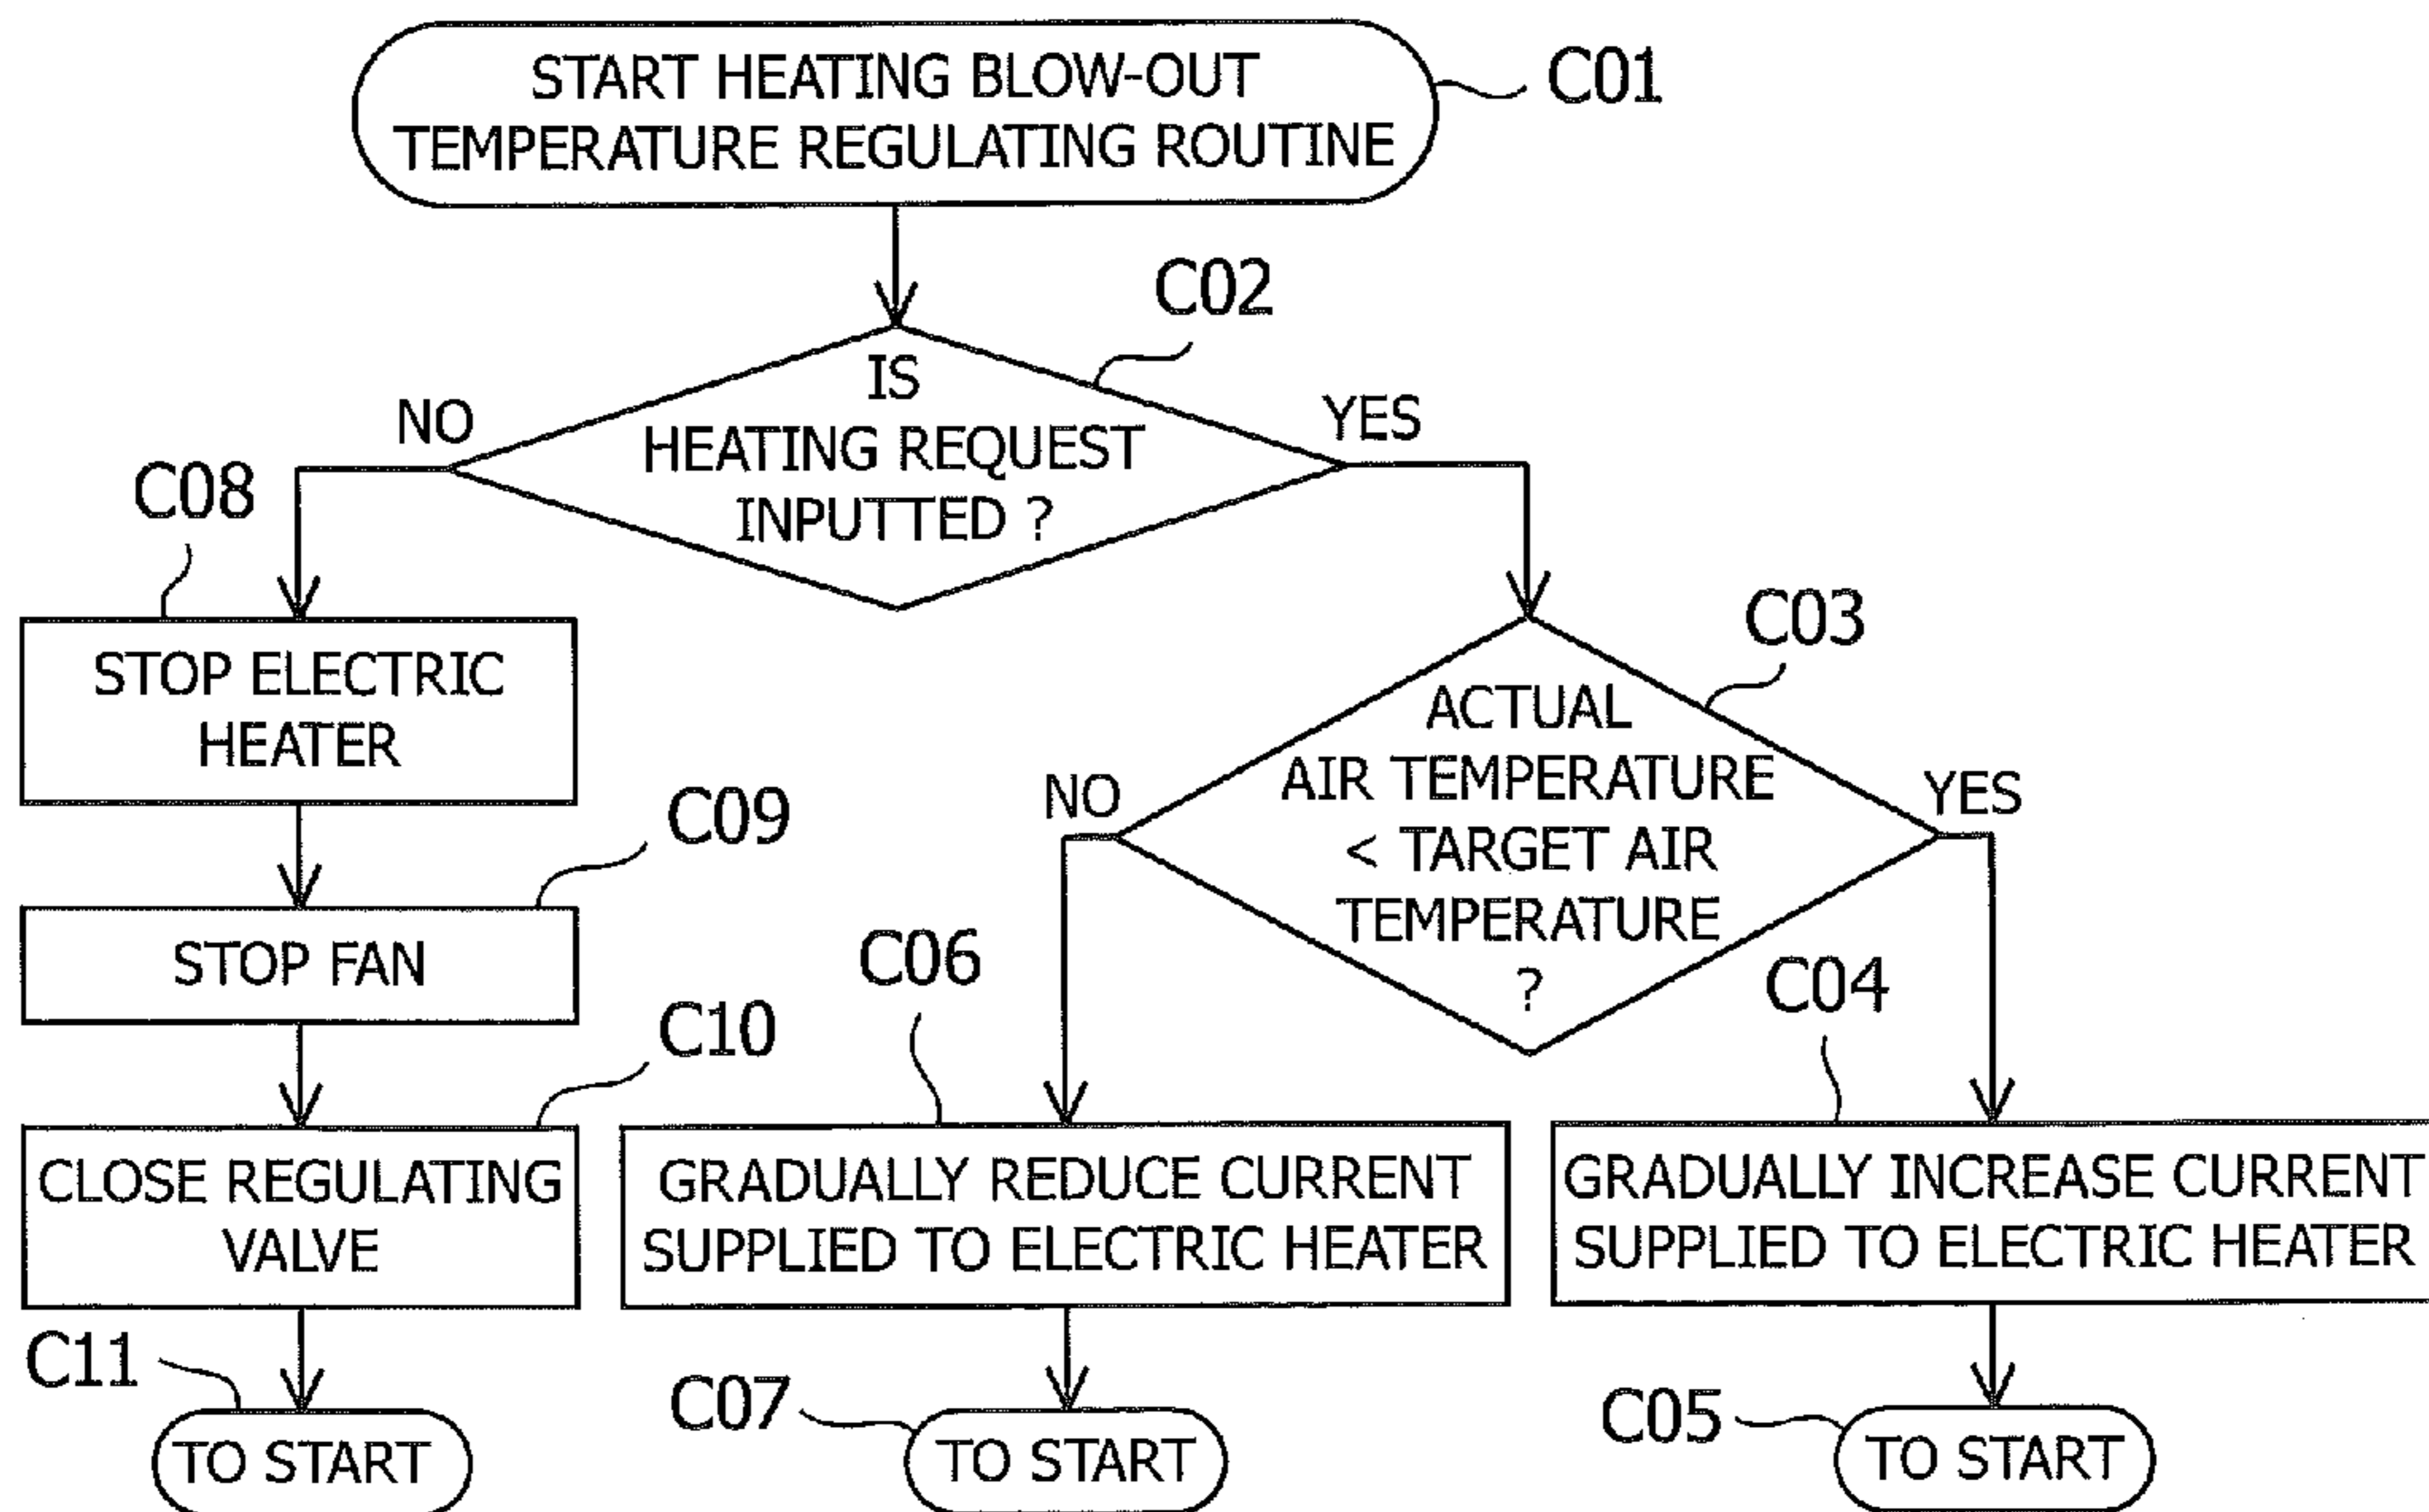 START HEATING BLOW-OUT
TEMPERATURE REGULATING ROUTINE
C01
C02
IS
HEATING REQUEST
INPUTTED ?
NO
YES
C08
STOP ELECTRIC
HEATER
C03
ACTUAL
AIR TEMPERATURE
< TARGET AIR
TEMPERATURE
?
NO
YES
C09
STOP FAN
C10
CLOSE REGULATING
VALVE
C06
GRADUALLY REDUCE CURRENT
SUPPLIED TO ELECTRIC HEATER
C04
GRADUALLY INCREASE CURRENT
SUPPLIED TO ELECTRIC HEATER
C11
TO START
C07
TO START
C05
TO START